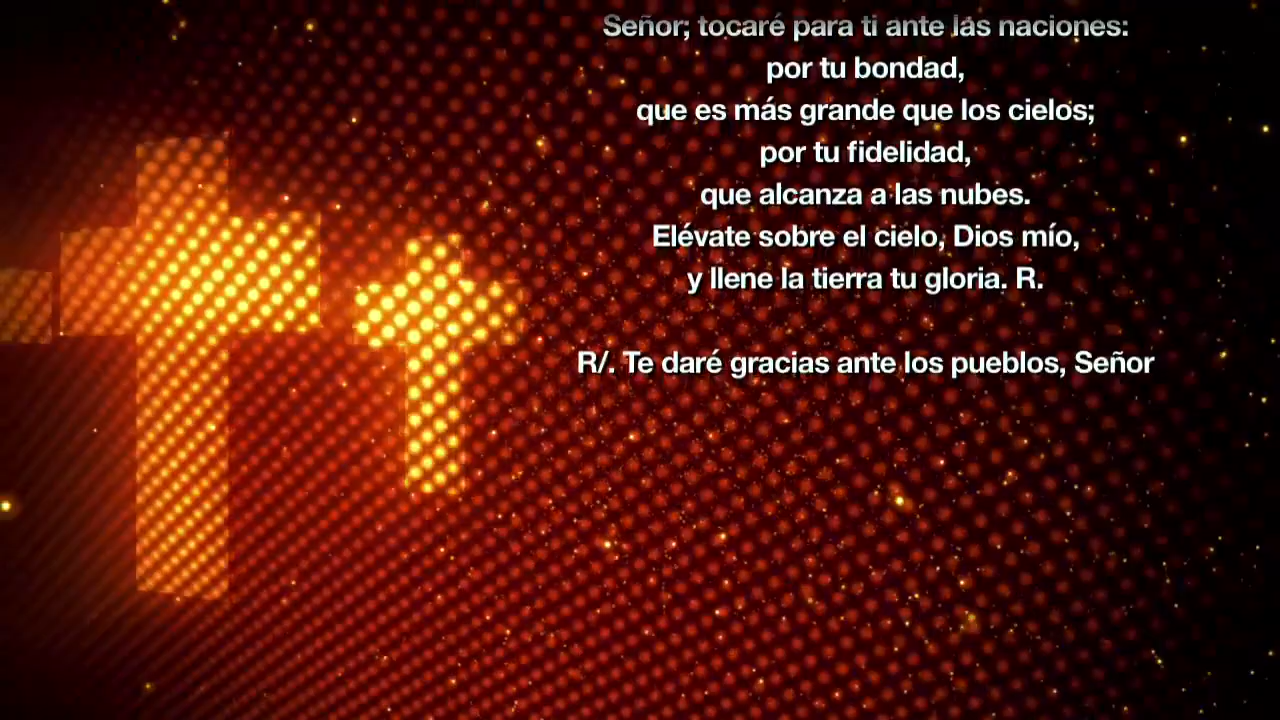 Señor; tocaré para ti ante las naciones:
por tu bondad,
que es más grande que los cielos;
por tu fidelidad,
que alcanza a las nubes.
Elévate sobre el cielo, Dios mío,
y llene la tierra tu gloria. R.
R/. Te daré gracias ante los pueblos, Señor